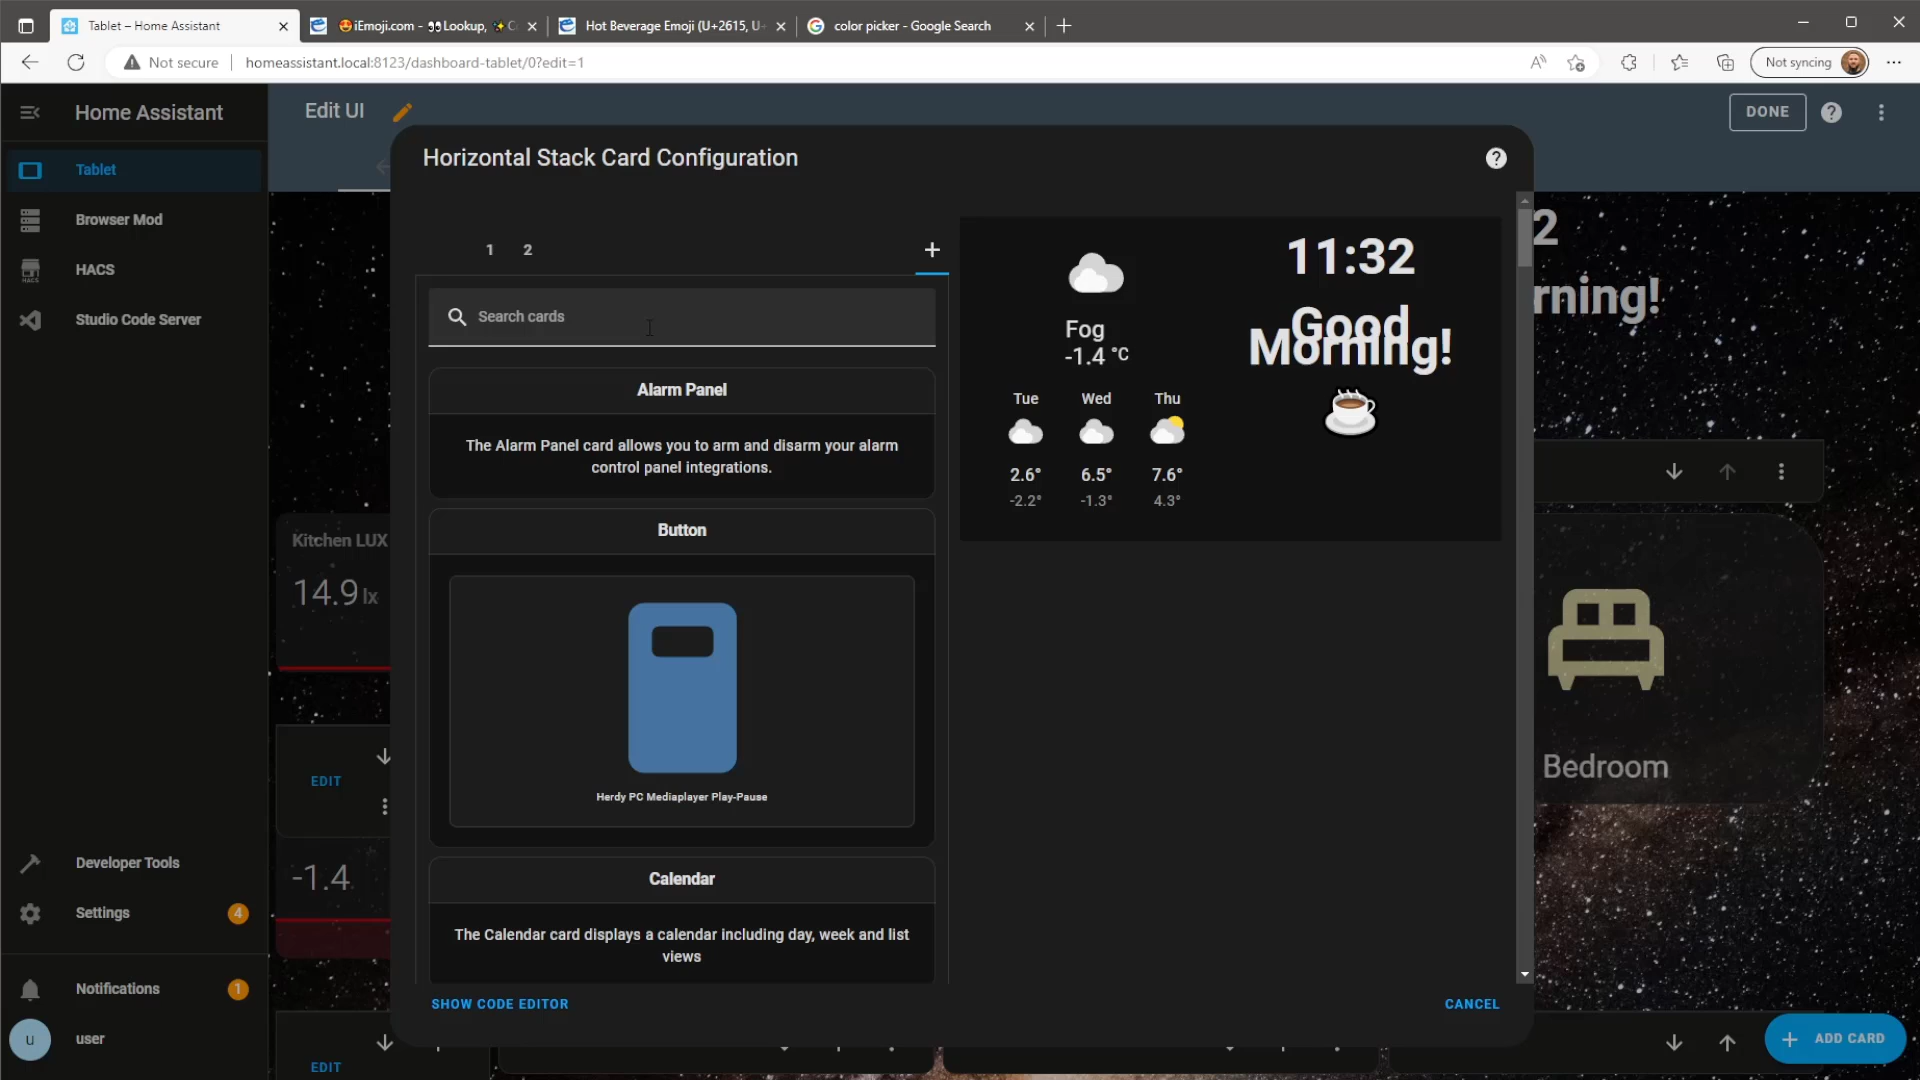 Tablet – Home Assistant
🤩iEmoji.com - 👀Lookup, ✨C
Hot Beverage Emoji (U+2615, U+
color picker - Google Search
Not secure
homeassistant.local:8123/dashboard-tablet/0?edit=1
Not syncing
Home Assistant
Edit UI
DONE
Tablet
Browser Mod
HACS
Studio Code Server
Developer Tools
Settings
4
Notifications
1
u
user
Horizontal Stack Card Configuration
1
2
Search cards
Alarm Panel
The Alarm Panel card allows you to arm and disarm your alarm
control panel integrations.
Button
Herdy PC Mediaplayer Play-Pause
Calendar
The Calendar card displays a calendar including day, week and list
views
SHOW CODE EDITOR
CANCEL
Fog
-1.4 °C
Tue
Wed
Thu
2.6°
6.5°
7.6°
-2.2°
-1.3°
4.3°
11:32
Good
Morning!
2
rning!
Kitchen LUX
14.9 lx
EDIT
-1.4
EDIT
Bedroom
ADD CARD